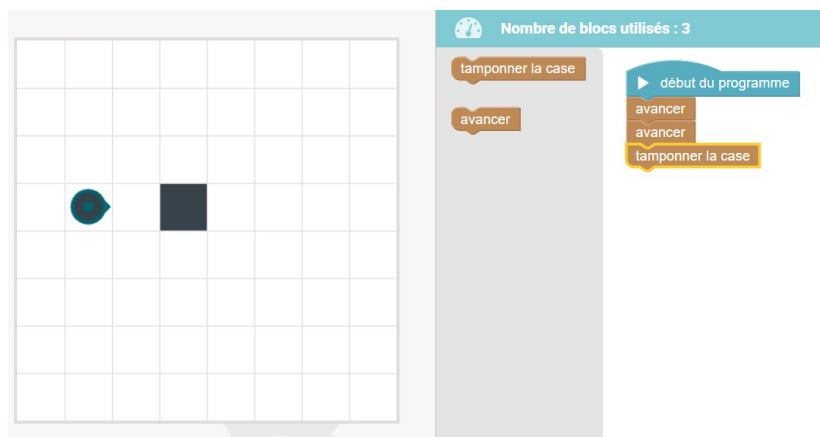 Nombre de blocs utilisés : 3
tamponner la case
avancer
début du programme
avancer
avancer
tamponner la case